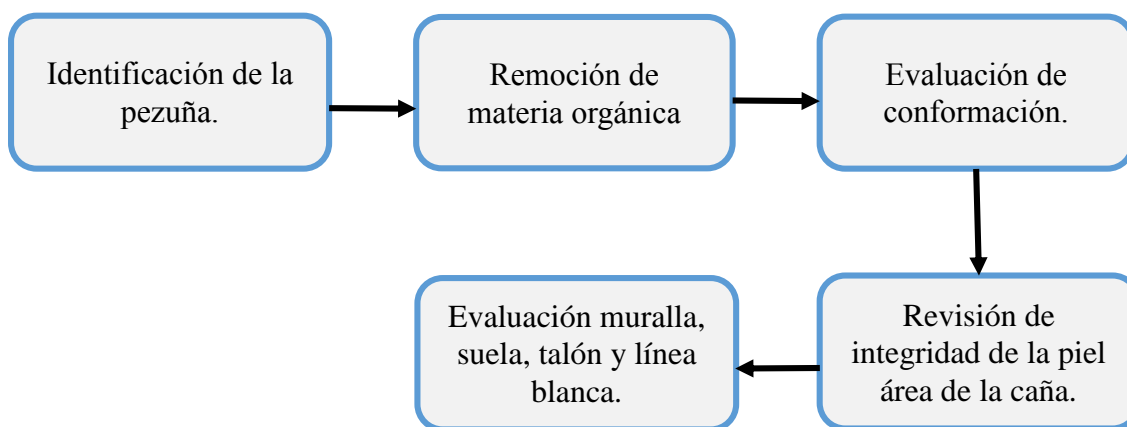 Identificación de la
pezuña.
Remoción de
materia orgánica
Evaluación de
conformación.
Revisión de
integridad de la piel
área de la caña.
Evaluación muralla,
suela, talón y línea
blanca.